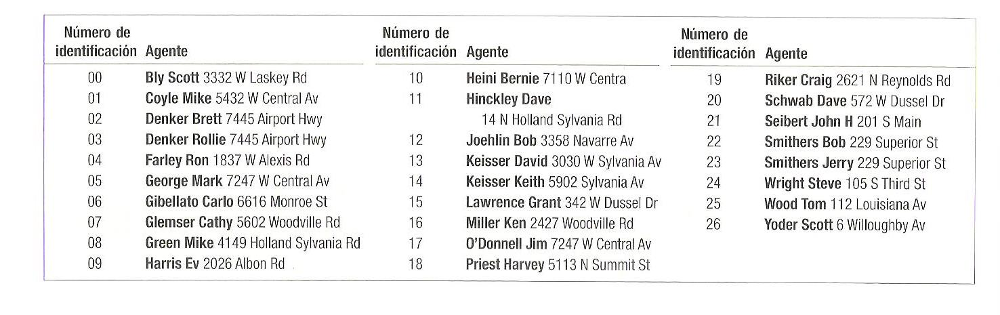 Número de
identificación Agente
00 Bly Scott 3332 W Laskey Rd
01 Coyle Mike 5432 W Central Av
02 Denker Brett 7445 Airport Hwy
03 Denker Rollie 7445 Airport Hwy
04 Farley Ron 1837 W Alexis Rd
05 George Mark 7247 W Central Av
06 Gibellato Carlo 6616 Monroe St
07 Glemser Cathy 5602 Woodville Rd
08 Green Mike 4149 Holland Sylvania Rd
09 Harris Ev 2026 Albon Rd
Número de
identificación Agente
10 Heini Bernie 7110 W Centra
11 Hinckley Dave
14 N Holland Sylvania Rd
12 Joehlin Bob 3358 Navarre Av
13 Keisser David 3030 W Sylvania Av
14 Keisser Keith 5902 Sylvania Av
15 Lawrence Grant 342 W Dussel Dr
16 Miller Ken 2427 Woodville Rd
17 O'Donnell Jim 7247 W Central Av
18 Priest Harvey 5113 N Summit St
Número de
identificación Agente
19 Riker Craig 2621 N Reynolds Rd
20 Schwab Dave 572 W Dussel Dr
21 Seibert John H 201 S Main
22 Smithers Bob 229 Superior St
23 Smithers Jerry 229 Superior St
24 Wright Steve 105 S Third St
25 Wood Tom 112 Louisiana Av
26 Yoder Scott 6 Willoughby Av